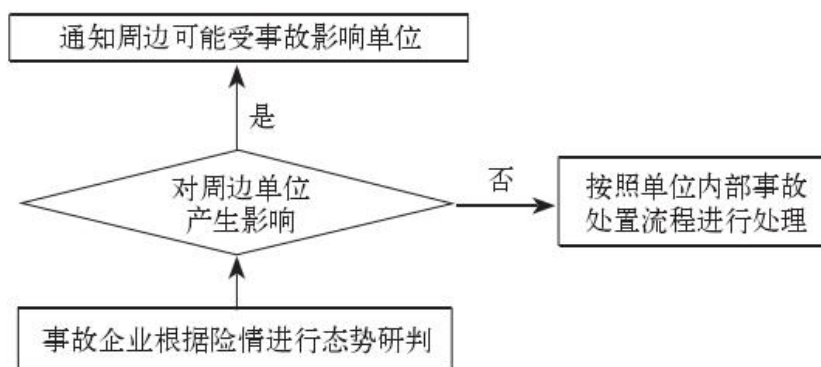 通知周边可能受事故影响单位
是
对周边单位
产生影响
否
按照单位内部事故
处置流程进行处理
事故企业根据险情进行态势研判